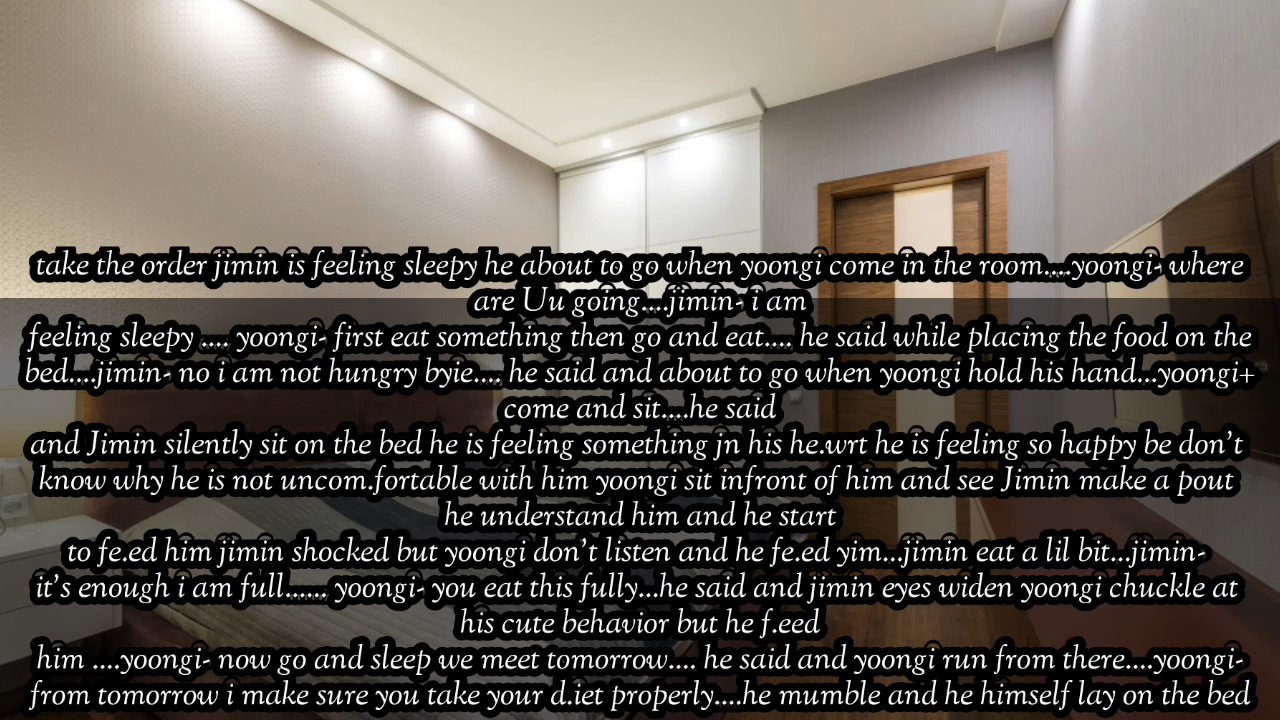 take the order jimin is feeling sleepy he about to go when yoongi come in the room....yoongi- where
are Uu going....jimin- i am
feeling sleepy .... yoongi- first eat something then go and eat.... he said while placing the food on the
bed....jimin- no i am not hungry byie.... he said and about to go when yoongi hold his hand...yoongi+
come and sit....he said
and Jimin silently sit on the bed he is feeling something jn his he.wrt he is feeling so happy be don't
know why he is not uncom.fortable with him yoongi sit infront of him and see Jimin make a pout
he understand him and he start
to fe.ed him jimin shocked but yoongi don't listen and he fe.ed yim...jimin eat a lil bit...jimin-
it's enough i am full...... yoongi- you eat this fully...he said and jimin eyes widen yoongi chuckle at
his cute behavior but he f.eed
him ....yoongi- now go and sleep we meet tomorrow.... he said and yoongi run from there....yoongi-
from tomorrow i make sure you take your d.iet properly....he mumble and he himself lay on the bed